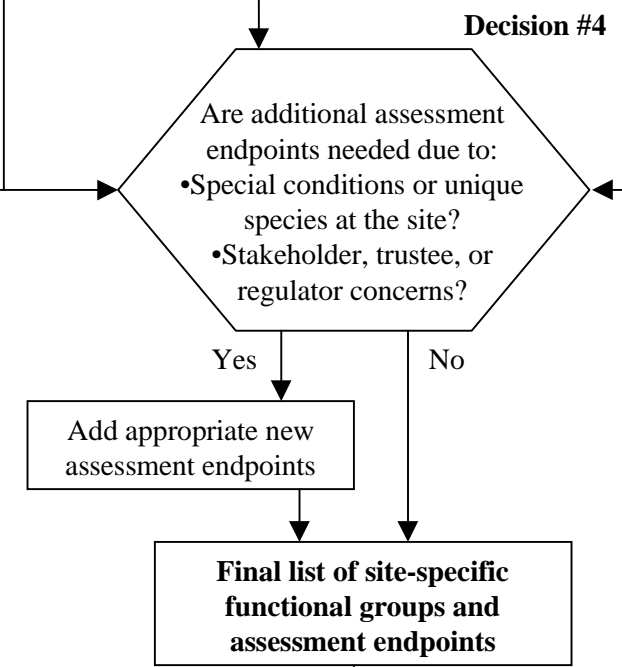 Decision #4
Are additional assessment
endpoints needed due to:
•Special conditions or unique
species at the site?
•Stakeholder, trustee, or
regulator concerns?
Yes
No
Add appropriate new
assessment endpoints
Final list of site-specific
functional groups and
assessment endpoints